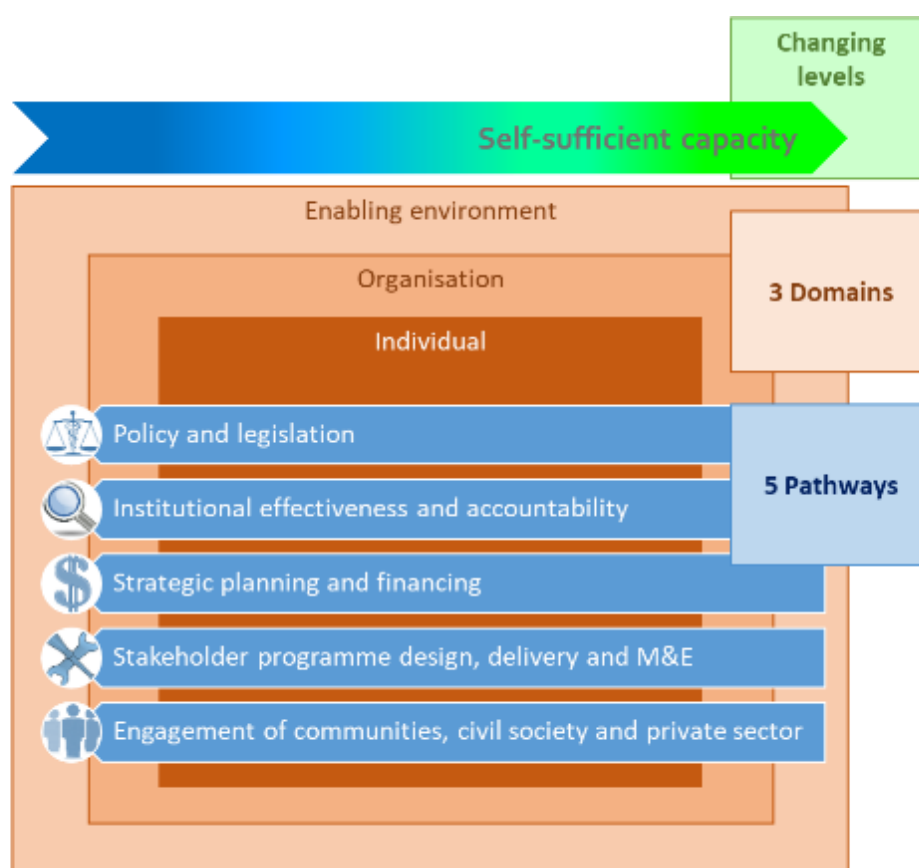 Changing
levels
Self-sufficient capacity
Enabling environment
Organisation
3 Domains
Individual
Policy and legislation
5 Pathways
Institutional effectiveness and accountability
$
Strategic planning and financing
Stakeholder programme design, delivery and M&E
Engagement of communities, civil society and private sector